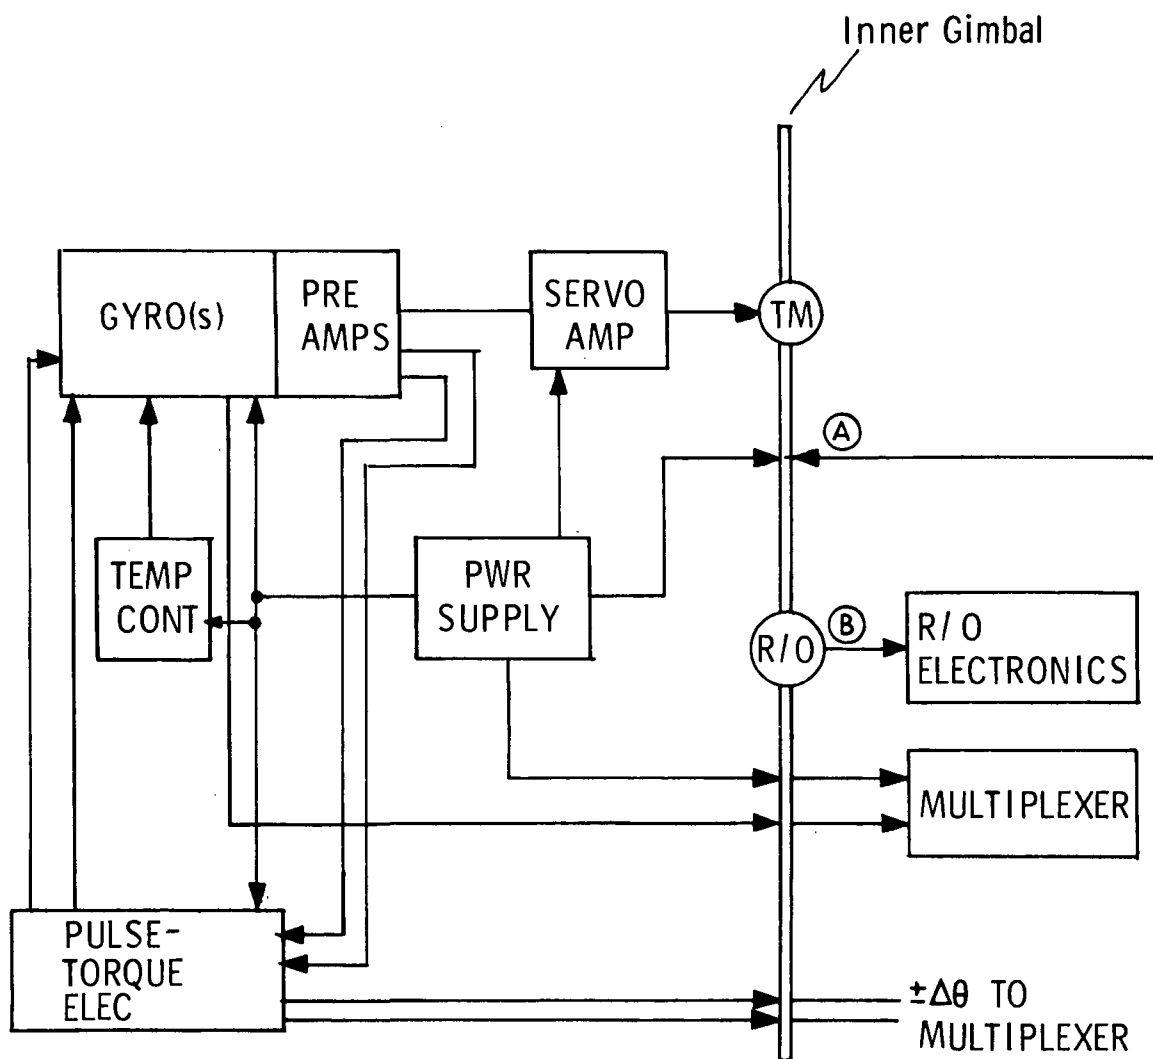 Inner Gimbal
GYRO(s)
PRE
AMPS
SERVO
AMP
TM
A
TEMP
CONT
PWR
SUPPLY
R/O
B
R/O
ELECTRONICS
MULTIPLEXER
PULSE-
TORQUE
ELEC
±Δθ TO
MULTIPLEXER